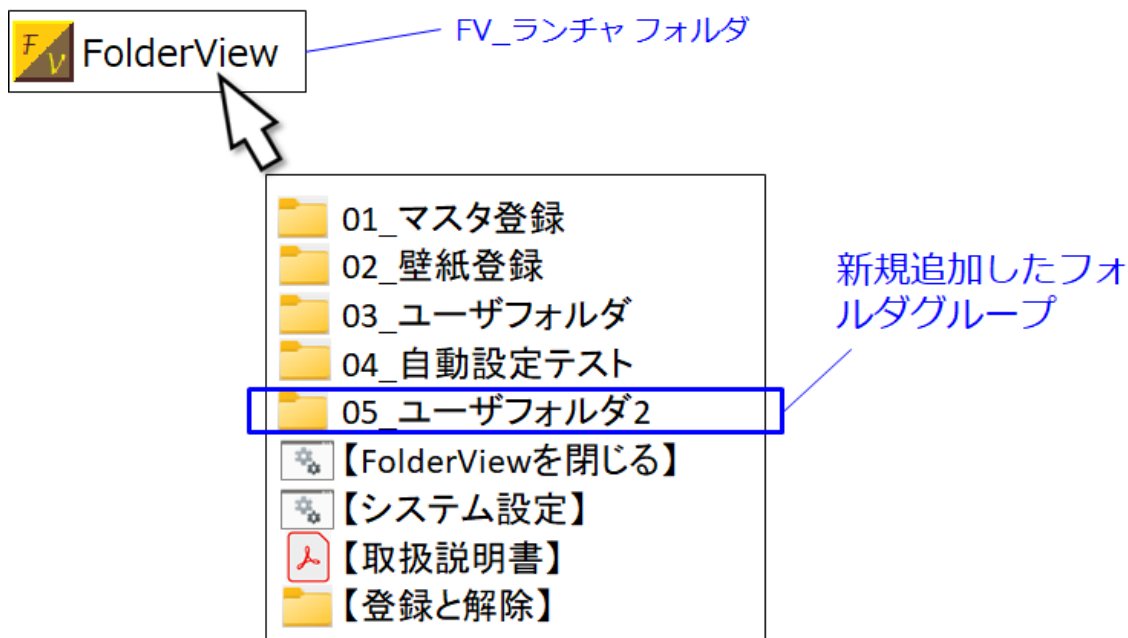 FV FolderView
FV_ランチャ フォルダ
01_マスタ登録
02_壁紙登録
03_ユーザフォルダ
04_自動設定テスト
05_ユーザフォルダ2
【FolderViewを閉じる】
【システム設定】
【取扱説明書】
【登録と解除】
新規追加したフォ
ルダグループ